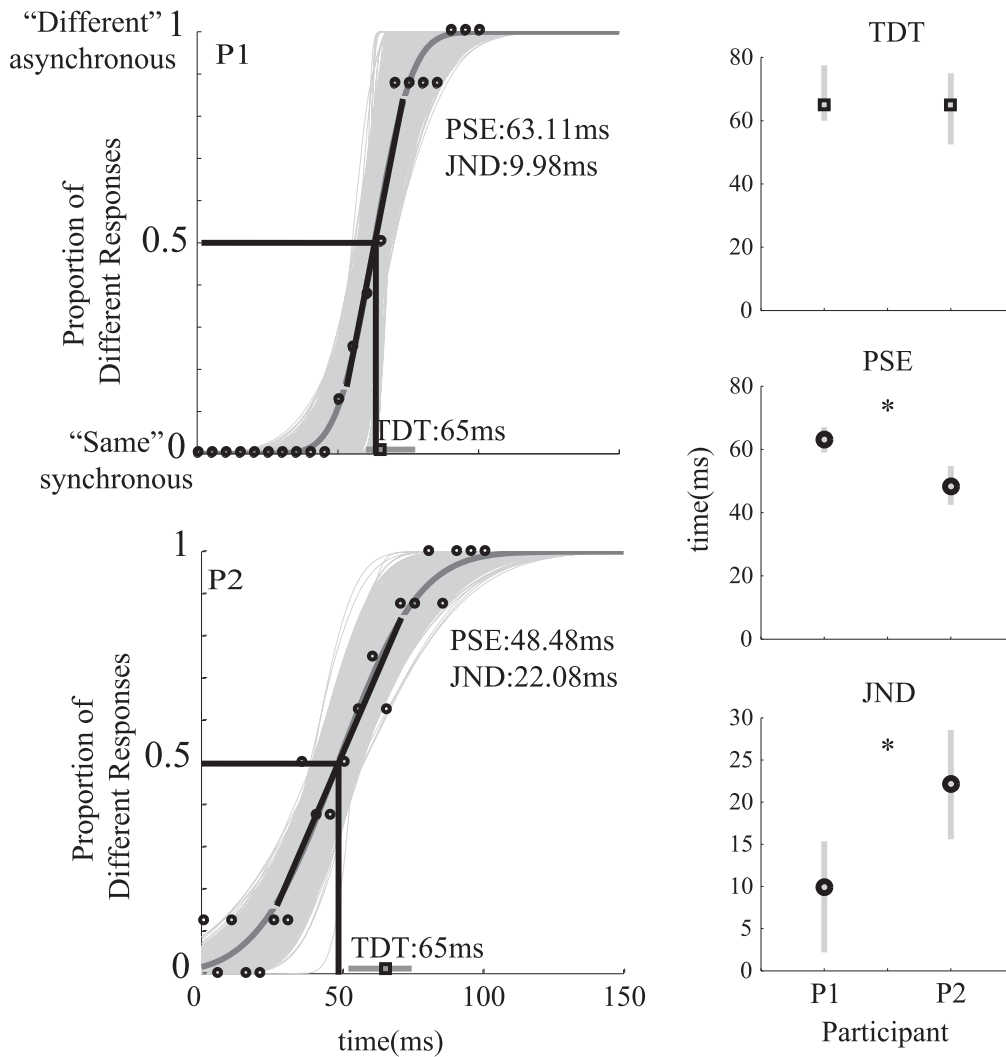 “Different”
asynchronous
1
P1
PSE:63.11ms
JND:9.98ms
Proportion of
Different Responses
0.5
TDT:65ms
“Same”
synchronous
0
1
P2
PSE:48.48ms
JND:22.08ms
Proportion of
Different Responses
0.5
TDT:65ms
0
0 50 100 150
time(ms)
TDT
80
60
40
20
0
PSE
80
*
60
40
20
0
time(ms)
JND
30
*
25
20
15
10
5
0
P1 P2
Participant